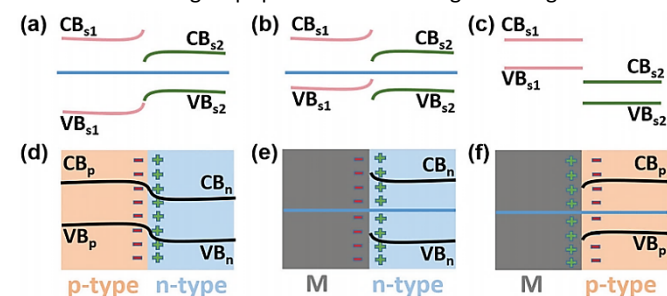 (a) CBs1 CBs2 VBs1 VBs2
(b) CBs1 CBs2 VBs1 VBs2
(c) CBs1 VBs1 CBs2 VBs2
(d) CBp CBn VBp VBn
p-type n-type
(e) CBn VBn
M n-type
(f) CBp VBp
M p-type